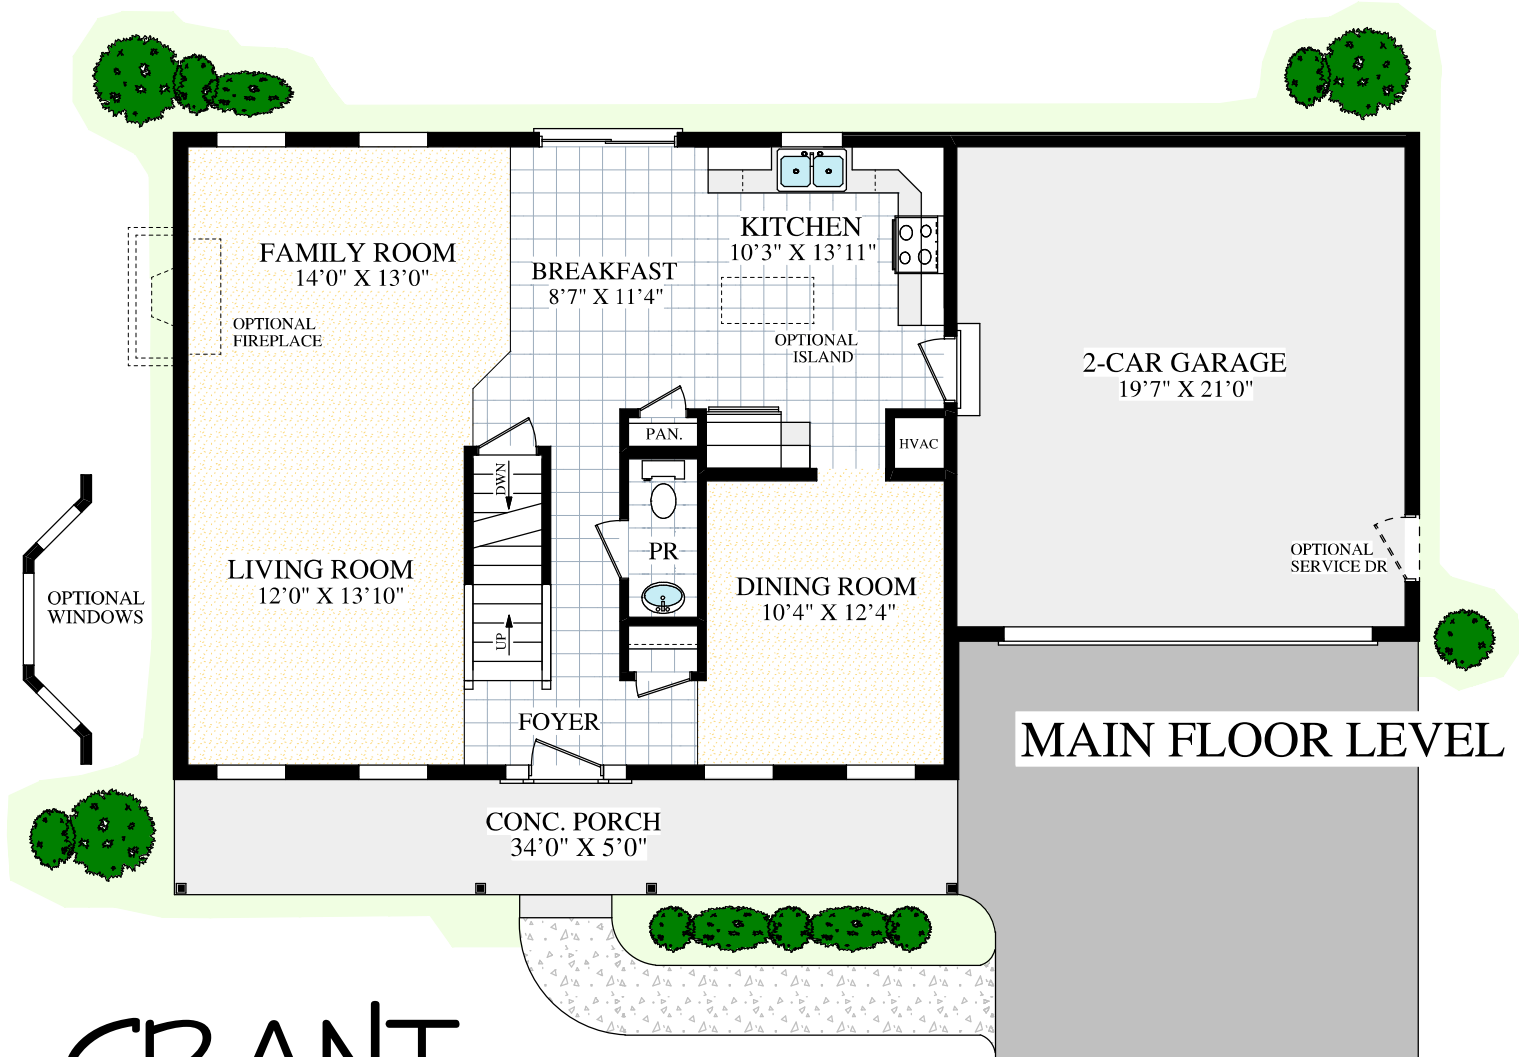 FAMILY ROOM
14'0" X 13'0"
OPTIONAL
FIREPLACE
BREAKFAST
8'7" X 11'4"
KITCHEN
10'3" X 13'11"
OPTIONAL
ISLAND
2-CAR GARAGE
19'7" X 21'0"
PAN.
HVAC
DWN
PR
OPTIONAL
SERVICE DR
LIVING ROOM
12'0" X 13'10"
OPTIONAL
WINDOWS
DINING ROOM
10'4" X 12'4"
UP
FOYER
MAIN FLOOR LEVEL
CONC. PORCH
34'0" X 5'0"
GRANT